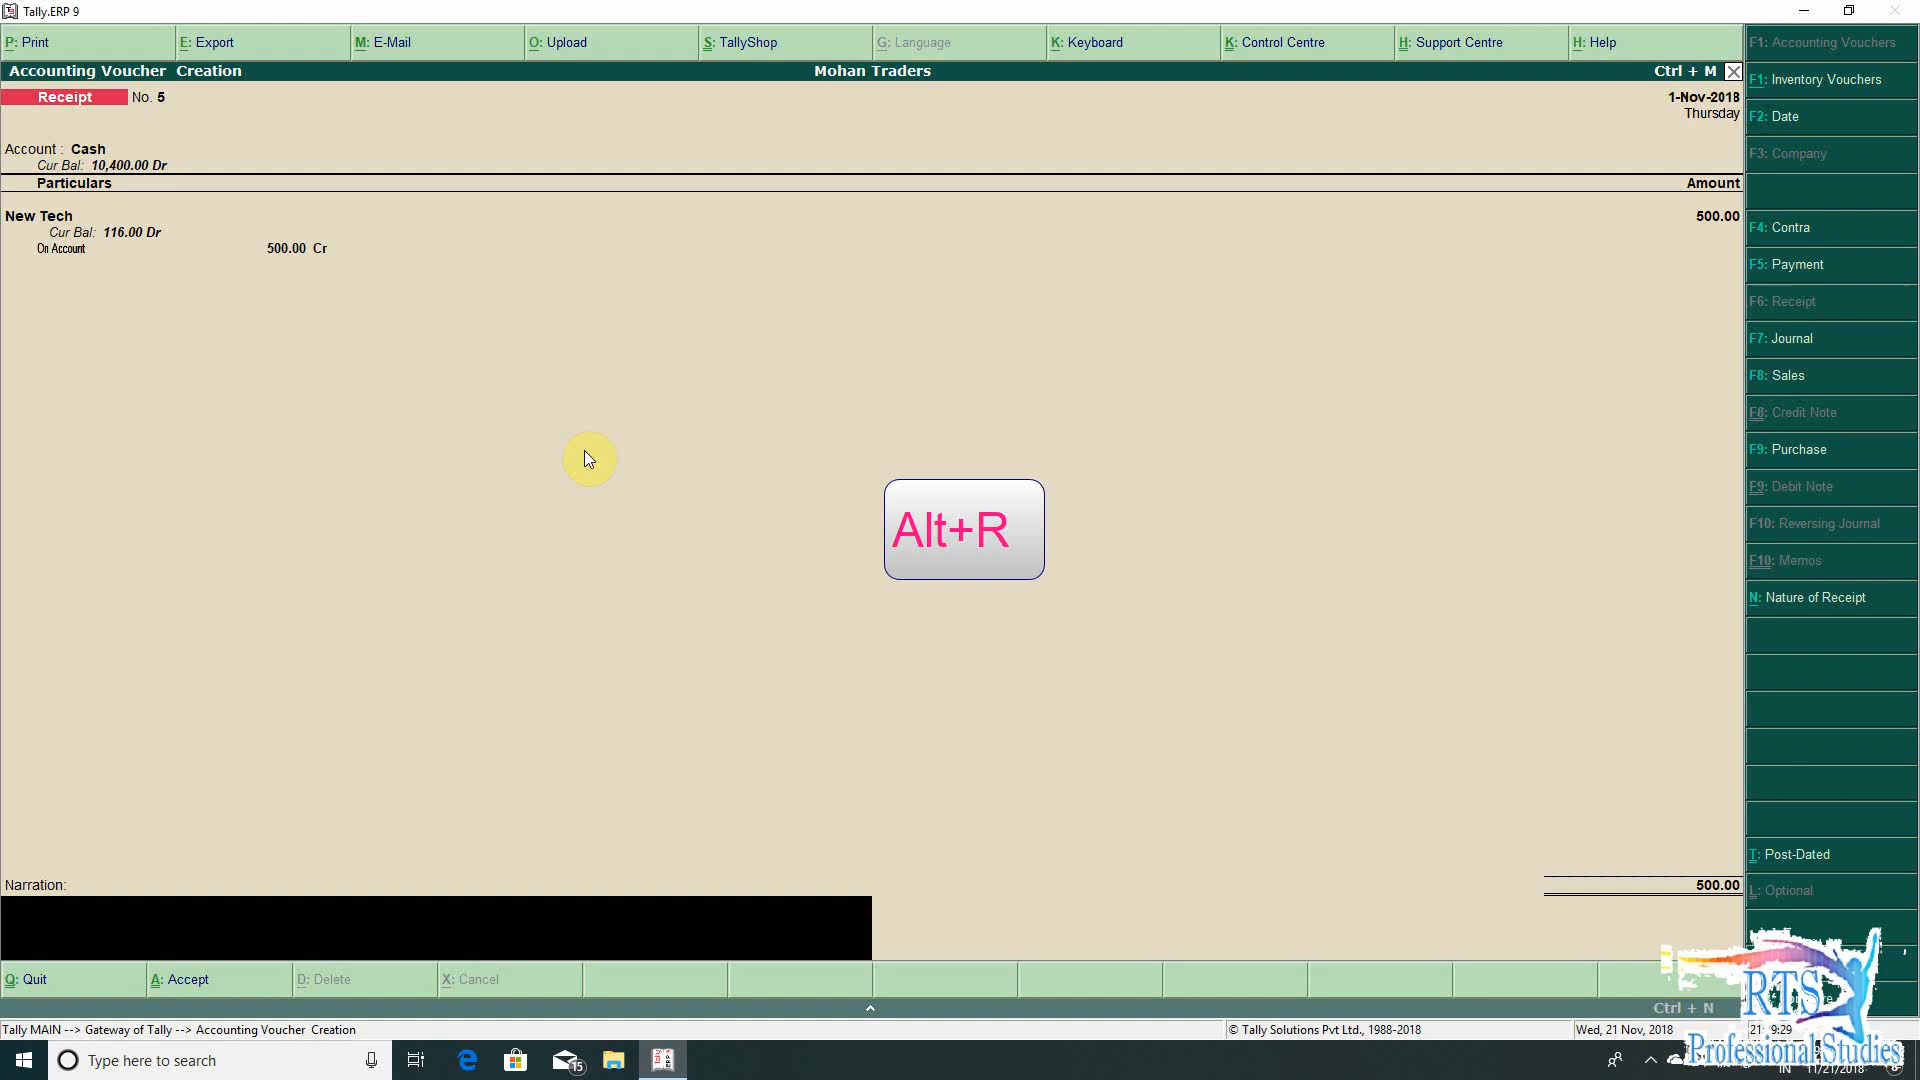 Tally.ERP 9
P: Print
E: Export
M: E-Mail
O: Upload
S: TallyShop
G: Language
K: Keyboard
K: Control Centre
H: Support Centre
H: Help
Accounting Voucher Creation
Mohan Traders
Ctrl + M
Receipt No. 5
1-Nov-2018
Thursday
Account : Cash
Cur Bal: 10,400.00 Dr
Particulars
Amount
New Tech
500.00
Cur Bal: 116.00 Dr
On Account 500.00 Cr
Alt+R
Narration:
500.00
F1: Accounting Vouchers
F1: Inventory Vouchers
F2: Date
F3: Company
F4: Contra
F5: Payment
F6: Receipt
F7: Journal
F8: Sales
F8: Credit Note
F9: Purchase
F9: Debit Note
F10: Reversing Journal
F10: Memos
N: Nature of Receipt
T: Post-Dated
L: Optional
Q: Quit
A: Accept
D: Delete
X: Cancel
Ctrl + N
RTS
Professional Studies
Tally MAIN --> Gateway of Tally --> Accounting Voucher Creation
© Tally Solutions Pvt Ltd., 1988-2018
Wed, 21 Nov, 2018
Type here to search
15
IN
11/21/2018